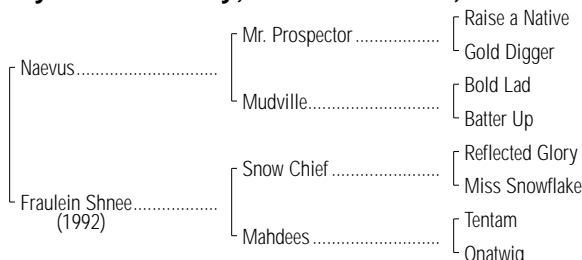 Raise a Native
Mr. Prospector
Gold Digger
Naevus
Bold Lad
Mudville
Batter Up
Reflected Glory
Snow Chief
Miss Snowflake
Fraulein Shnee
(1992)
Tentam
Mahdees
Onatwig